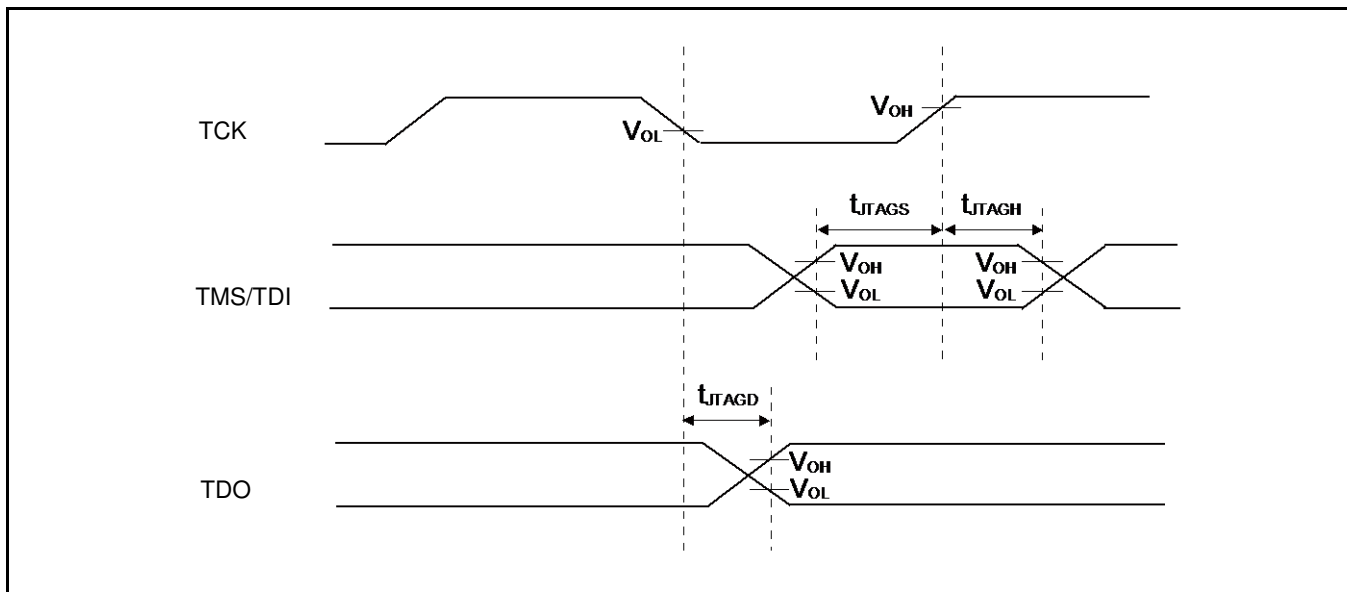 TCK
VOL
VOH
tJTAGS
tJTAGH
TMS/TDI
VOH
VOL
VOH
VOL
tJTAGD
TDO
VOH
VOL